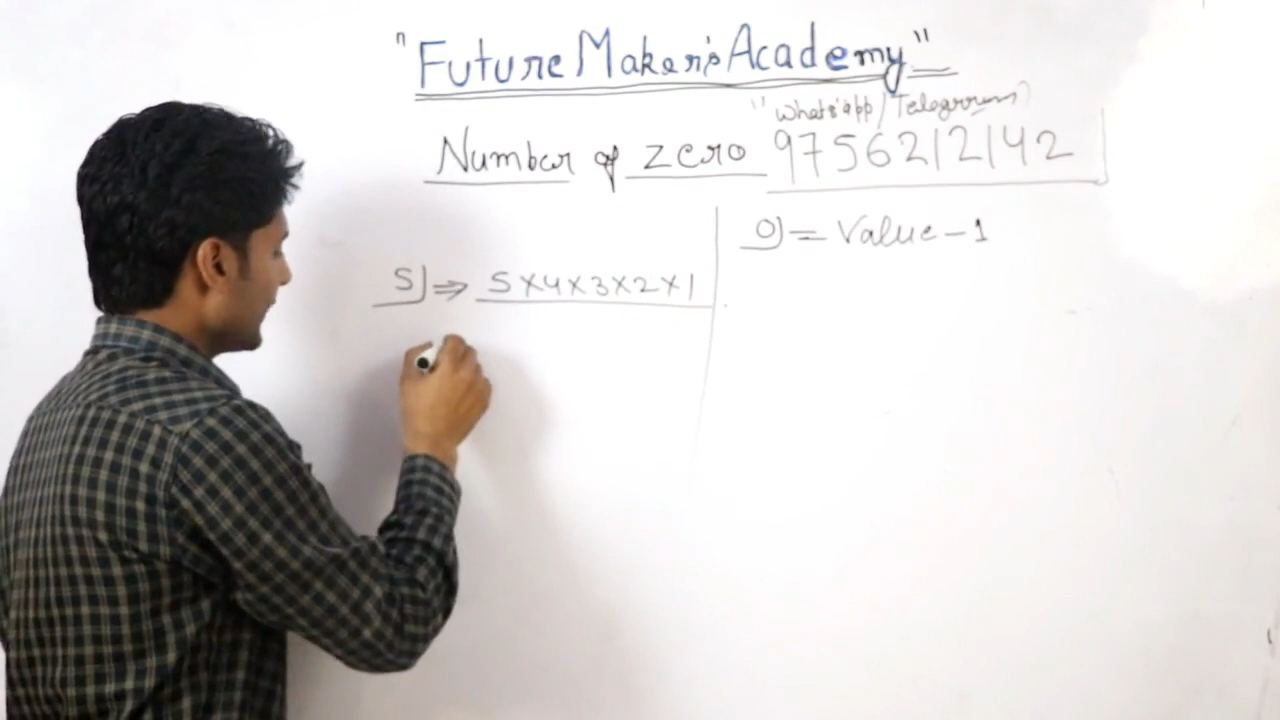 "Future Maker's Academy"
"Whats'app/Telegram"
Number of zero 9756212142
0⌋ = Value - 1
5⌋ ⇒ 5×4×3×2×1